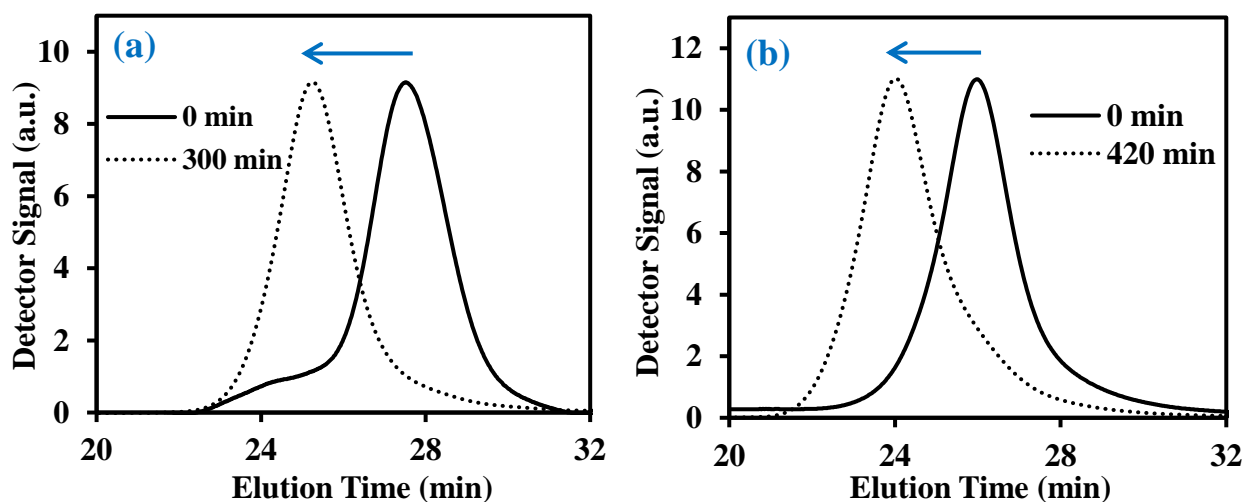 (a)
Detector Signal (a.u.)
10
8
6
4
2
0
0 min
300 min
20 24 28 32
Elution Time (min)
(b)
Detector Signal (a.u.)
12
10
8
6
4
2
0
0 min
420 min
20 24 28 32
Elution Time (min)